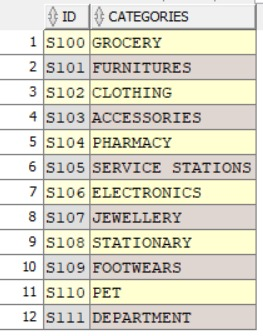 ID CATEGORIES
1 S100 GROCERY
2 S101 FURNITURES
3 S102 CLOTHING
4 S103 ACCESSORIES
5 S104 PHARMACY
6 S105 SERVICE STATIONS
7 S106 ELECTRONICS
8 S107 JEWELLERY
9 S108 STATIONARY
10 S109 FOOTWEARS
11 S110 PET
12 S111 DEPARTMENT